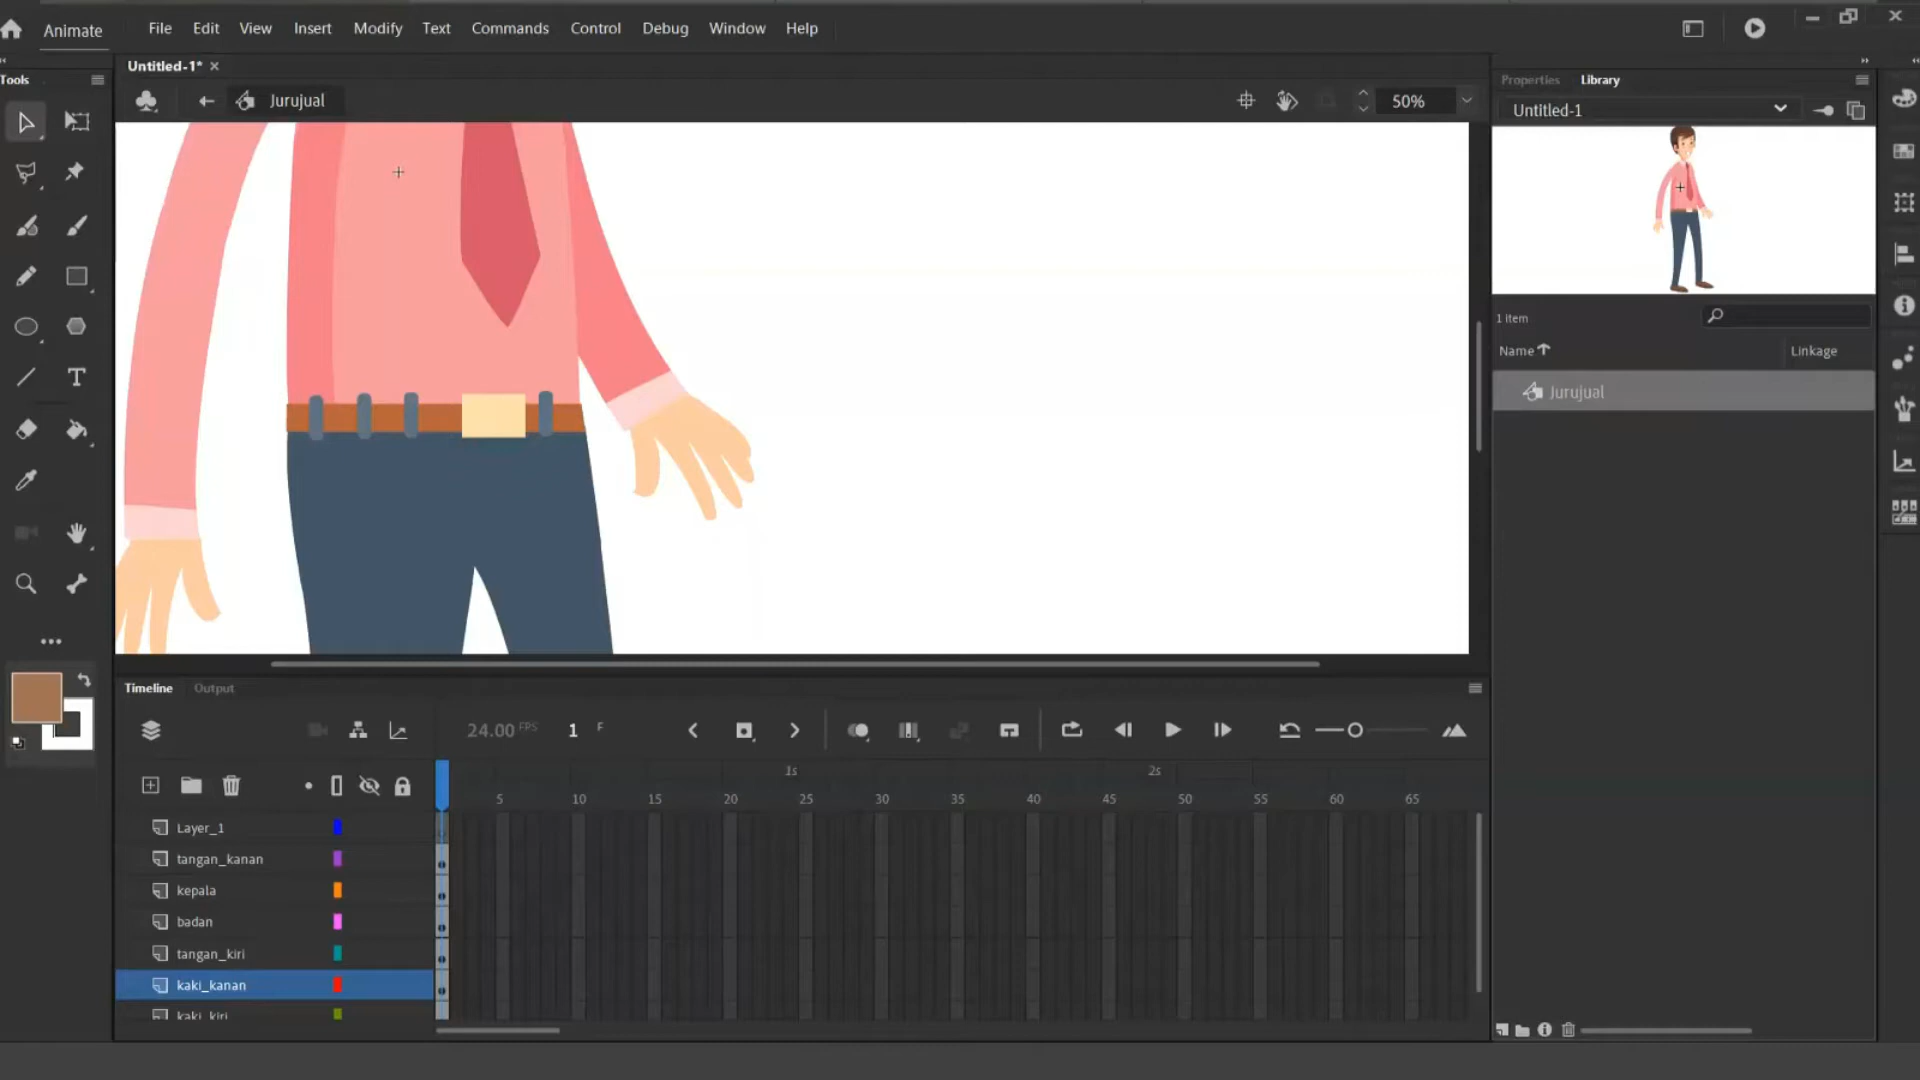 Animate
File Edit View Insert Modify Text Commands Control Debug Window Help
Tools
Untitled-1*
Properties Library
Jurujual
50%
Untitled-1
1 item
Name Linkage
Jurujual
Timeline Output
24.00 FPS 1 F
1s 2s
5 10 15 20 25 30 35 40 45 50 55 60 65
Layer_1
tangan_kanan
kepala
badan
tangan_kiri
kaki_kanan
kaki_kiri